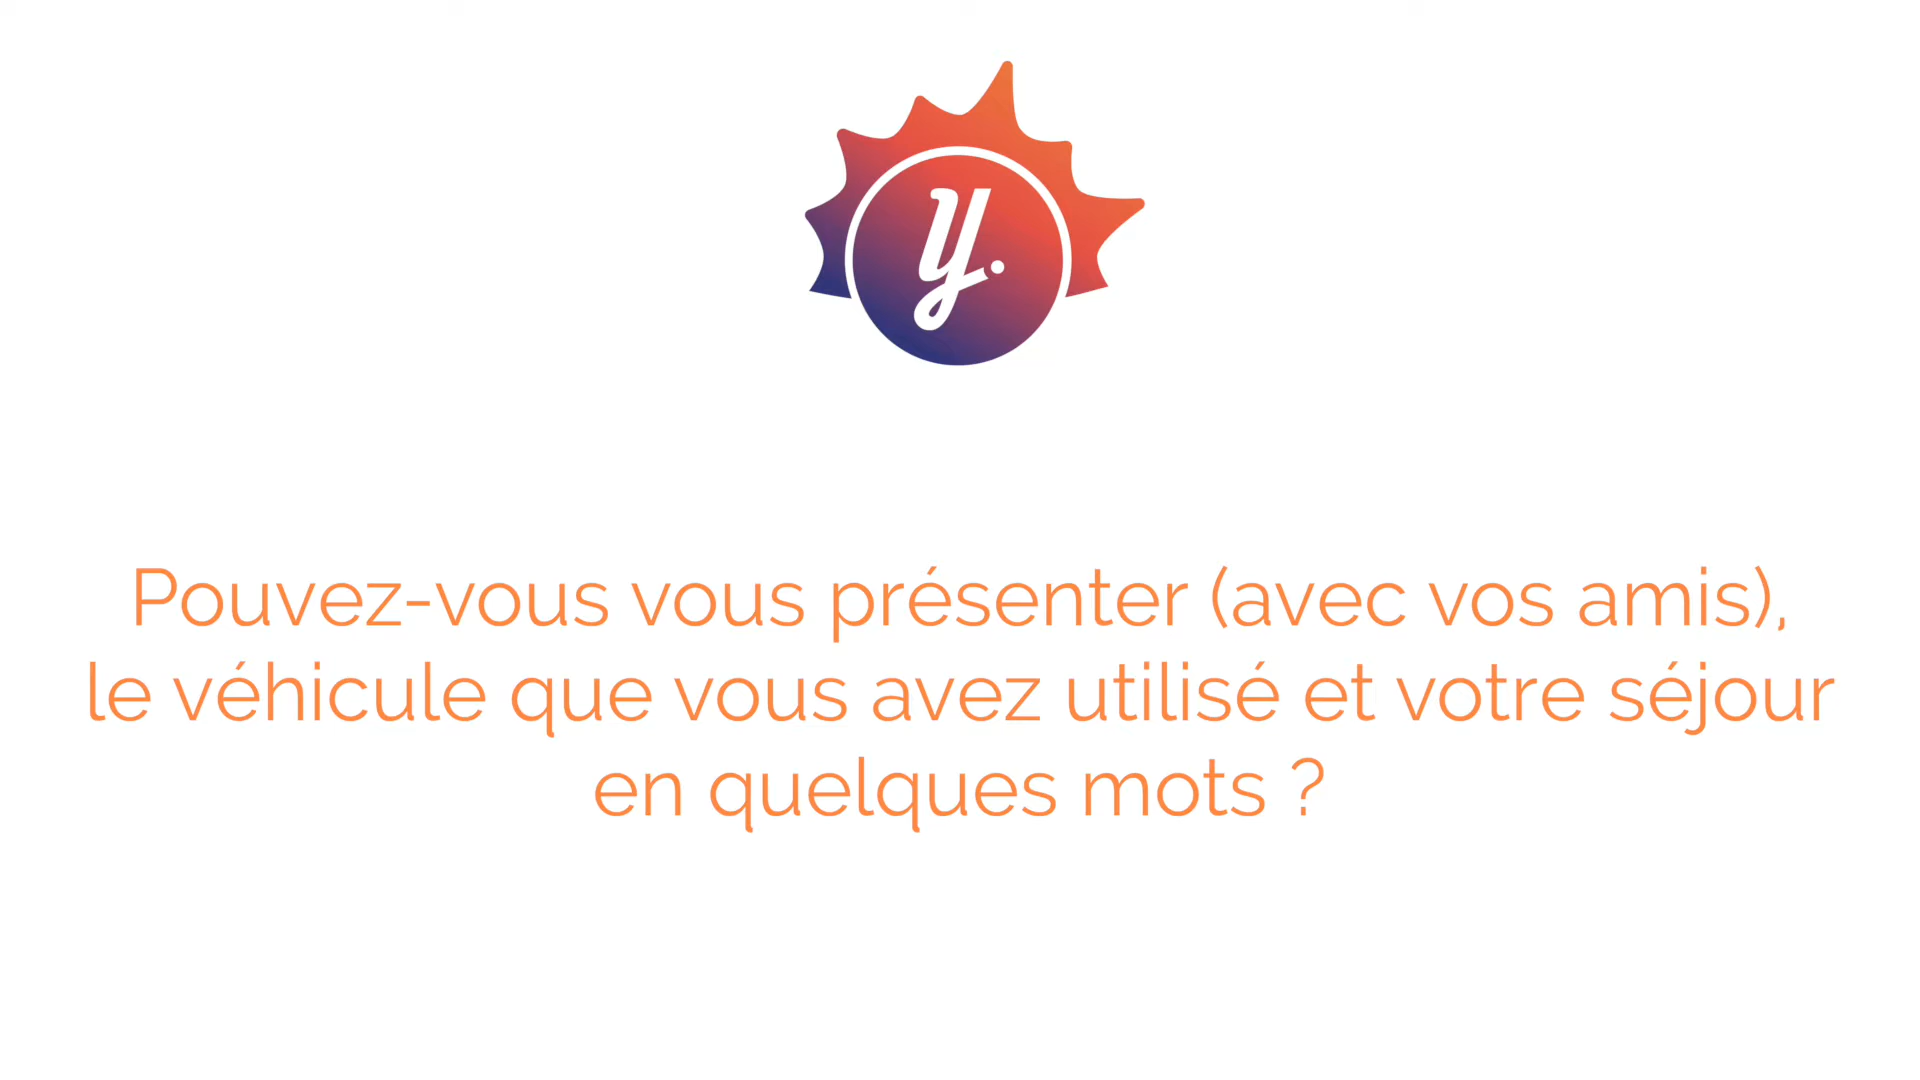 y.
Pouvez-vous vous présenter (avec vos amis),
le véhicule que vous avez utilisé et votre séjour
en quelques mots ?